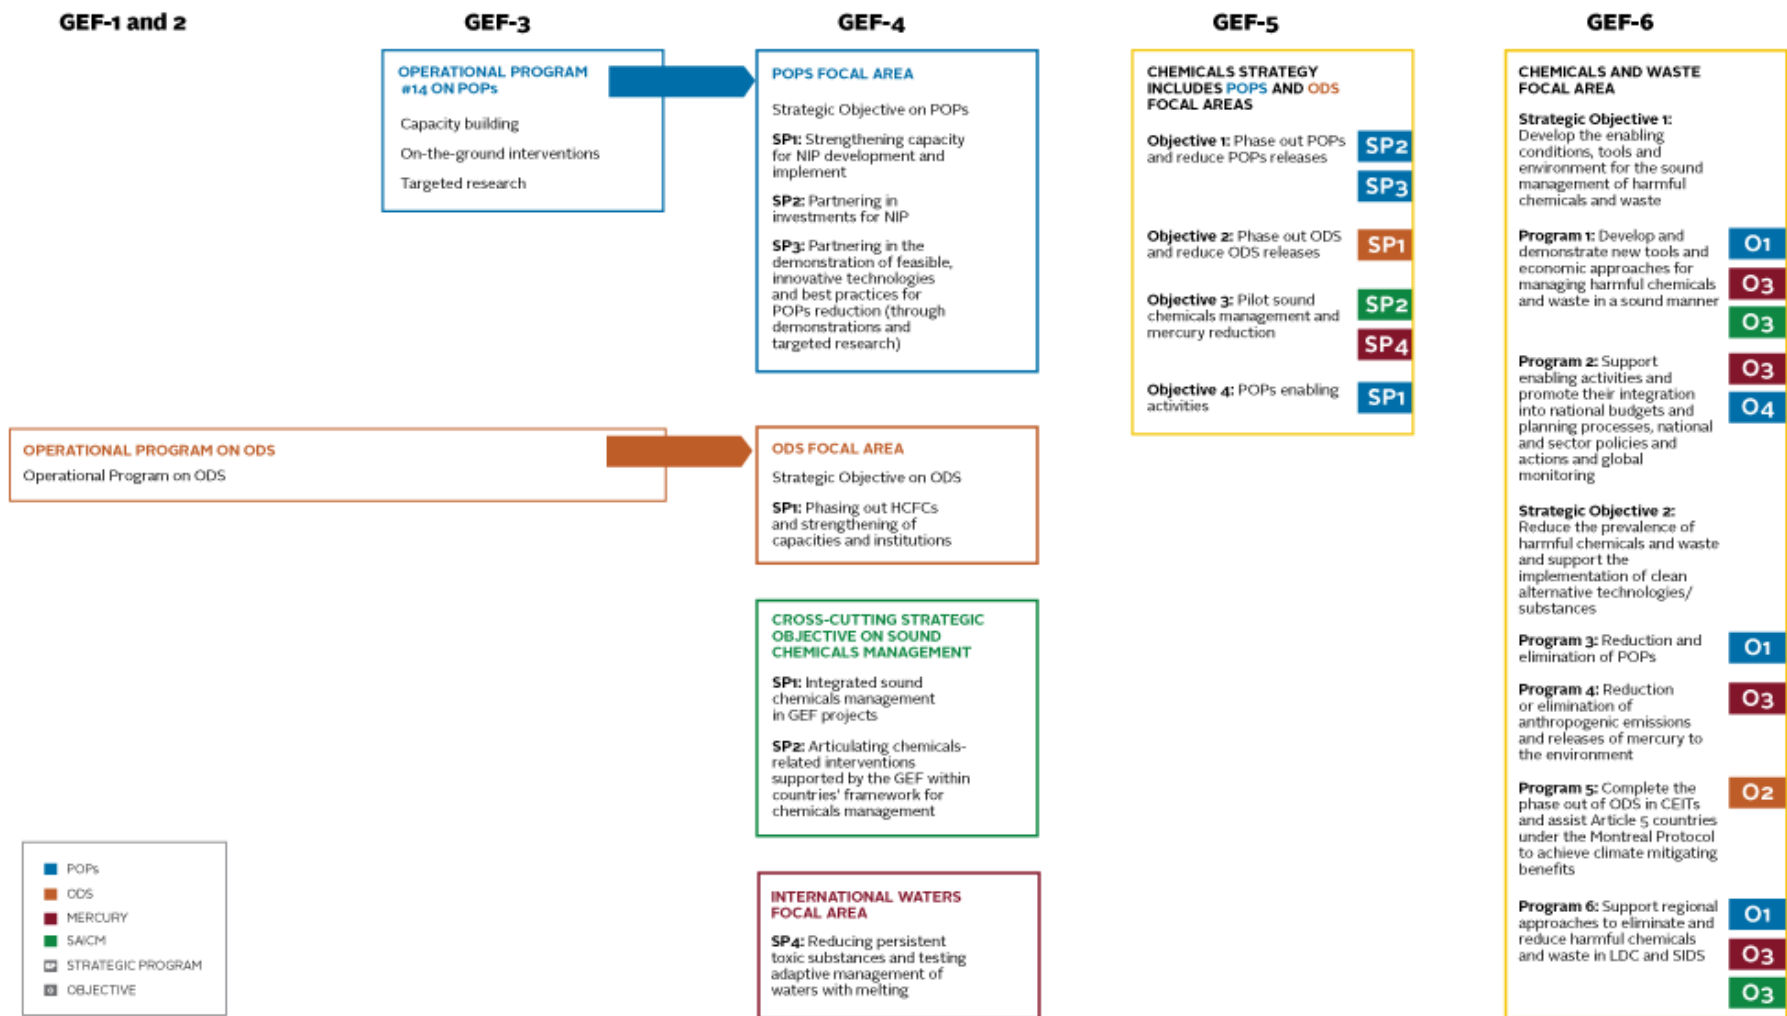 GEF-1 and 2
GEF-3
GEF-4
GEF-5
GEF-6
OPERATIONAL PROGRAM
#14 ON POPs
Capacity building
On-the-ground interventions
Targeted research
OPERATIONAL PROGRAM ON ODS
Operational Program on ODS
POPS FOCAL AREA
Strategic Objective on POPs
SP1: Strengthening capacity
for NIP development and
implement
SP2: Partnering in
investments for NIP
SP3: Partnering in the
demonstration of feasible,
innovative technologies
and best practices for
POPs reduction (through
demonstrations and
targeted research)
ODS FOCAL AREA
Strategic Objective on ODS
SP1: Phasing out HCFCs
and strengthening of
capacities and institutions
CROSS-CUTTING STRATEGIC
OBJECTIVE ON SOUND
CHEMICALS MANAGEMENT
SP1: Integrated sound
chemicals management
in GEF projects
SP2: Articulating chemicals-
related interventions
supported by the GEF within
countries' framework for
chemicals management
INTERNATIONAL WATERS
FOCAL AREA
SP4: Reducing persistent
toxic substances and testing
adaptive management of
waters with melting
CHEMICALS STRATEGY
INCLUDES POPS AND ODS
FOCAL AREAS
Objective 1: Phase out POPs
and reduce POPs releases
SP2
SP3
Objective 2: Phase out ODS
and reduce ODS releases
SP1
Objective 3: Pilot sound
chemicals management and
mercury reduction
SP2
SP4
Objective 4: POPs enabling
activities
SP1
CHEMICALS AND WASTE
FOCAL AREA
Strategic Objective 1:
Develop the enabling
conditions, tools and
environment for the sound
management of harmful
chemicals and waste
Program 1: Develop and
demonstrate new tools and
economic approaches for
managing harmful chemicals
and waste in a sound manner
O1
O3
O3
Program 2: Support
enabling activities and
promote their integration
into national budgets and
planning processes, national
and sector policies and
actions and global
monitoring
O3
O4
Strategic Objective 2:
Reduce the prevalence of
harmful chemicals and waste
and support the
implementation of clean
alternative technologies/
substances
Program 3: Reduction and
elimination of POPs
O1
Program 4: Reduction
or elimination of
anthropogenic emissions
and releases of mercury to
the environment
O3
Program 5: Complete the
phase out of ODS in CEITs
and assist Article 5 countries
under the Montreal Protocol
to achieve climate mitigating
benefits
O2
Program 6: Support regional
approaches to eliminate and
reduce harmful chemicals
and waste in LDC and SIDS
O1
O3
O3
POPs
ODS
MERCURY
SAICM
SP STRATEGIC PROGRAM
O OBJECTIVE